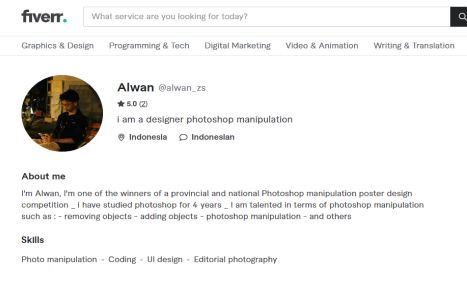 fiverr.
What service are you looking for today?
Graphics & Design Programming & Tech Digital Marketing Video & Animation Writing & Translation
Alwan @alwan_zs
5.0 (2)
i am a designer photoshop manipulation
Indonesia Indonesian
About me
I'm Alwan, I'm one of the winners of a provincial and national Photoshop manipulation poster design
competition _ i have studied photoshop for 4 years _ I am talented in terms of photoshop manipulation
such as : - removing objects - adding objects - photoshop manipulation - and others
Skills
Photo manipulation - Coding - UI design - Editorial photography